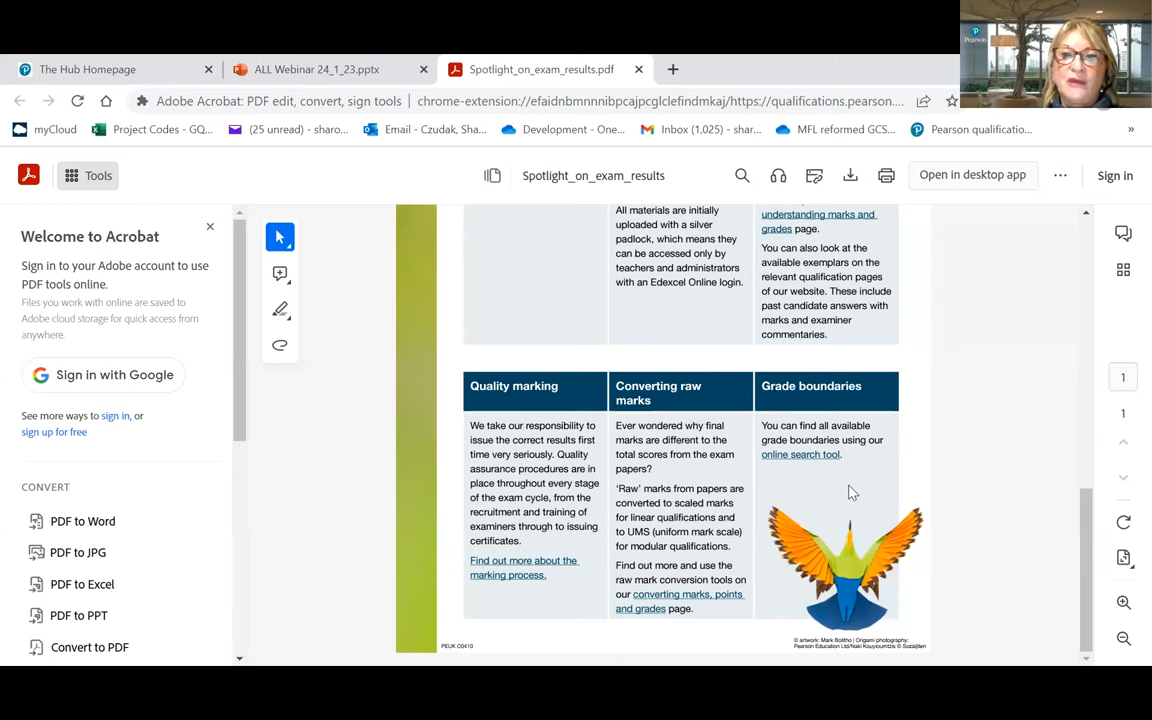 Pearson
The Hub Homepage
ALL Webinar 24_1_23.pptx
Spotlight_on_exam_results.pdf
Adobe Acrobat: PDF edit, convert, sign tools
chrome-extension://efaidnbmnnnibpcajpcglclefindmkaj/https://qualifications.pearson....
myCloud
Project Codes - GQ...
(25 unread) - sharo...
Email - Czudak, Sha...
Development - One...
Inbox (1,025) - shar...
MFL reformed GCS...
Pearson qualificatio...
»
Tools
Spotlight_on_exam_results
Open in desktop app
Sign in
Welcome to Acrobat
Sign in to your Adobe account to use
PDF tools online.
Files you work with online are saved to
Adobe cloud storage for quick access from
anywhere.
Sign in with Google
See more ways to sign in, or
sign up for free
CONVERT
PDF to Word
PDF to JPG
PDF to Excel
PDF to PPT
Convert to PDF
All materials are initially
uploaded with a silver
padlock, which means they
can be accessed only by
teachers and administrators
with an Edexcel Online login.
understanding marks and
grades page.
You can also look at the
available exemplars on the
relevant qualification pages
of our website. These include
past candidate answers with
marks and examiner
commentaries.
Quality marking
We take our responsibility to
issue the correct results first
time very seriously. Quality
assurance procedures are in
place throughout every stage
of the exam cycle, from the
recruitment and training of
examiners through to issuing
certificates.
Find out more about the
marking process.
Converting raw
marks
Ever wondered why final
marks are different to the
total scores from the exam
papers?
'Raw' marks from papers are
converted to scaled marks
for linear qualifications and
to UMS (uniform mark scale)
for modular qualifications.
Find out more and use the
raw mark conversion tools on
our converting marks, points
and grades page.
Grade boundaries
You can find all available
grade boundaries using our
online search tool.
PEUK C0410
© artwork: Mark Bolitho | Origami photography:
Pearson Education Ltd/Naki Kouyioumtzis © Sozaijiten
1
1